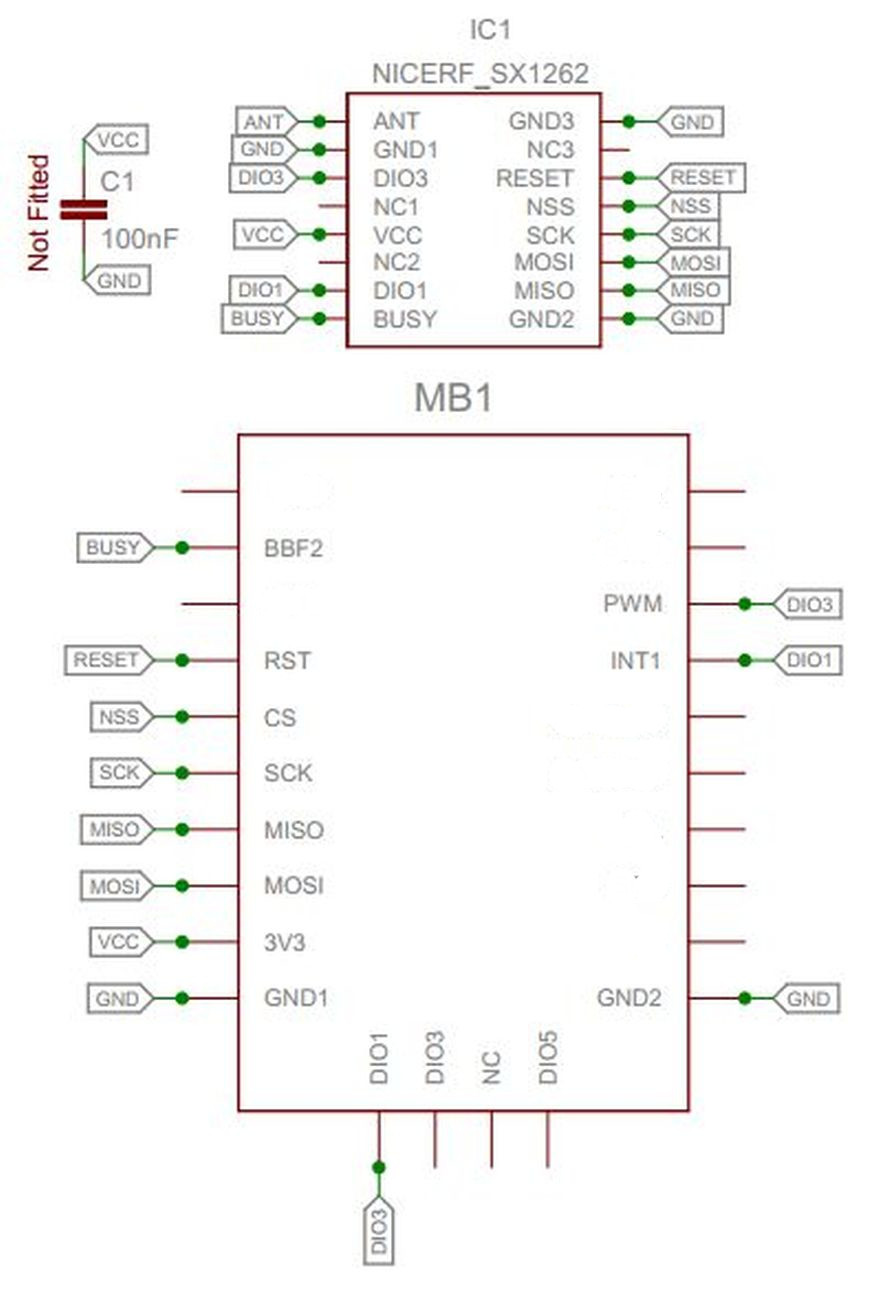 IC1
NICERF_SX1262
ANT ANT GND3 GND
GND GND1 NC3
DIO3 DIO3 RESET RESET
NC1 NSS NSS
VCC VCC SCK SCK
NC2 MOSI MOSI
DIO1 DIO1 MISO MISO
BUSY BUSY GND2 GND
Not Fitted
VCC
C1
100nF
GND
MB1
BUSY BBF2
PWM DIO3
RESET RST INT1 DIO1
NSS CS
SCK SCK
MISO MISO
MOSI MOSI
VCC 3V3
GND GND1 GND2 GND
DIO1 DIO3 NC DIO5
DIO3